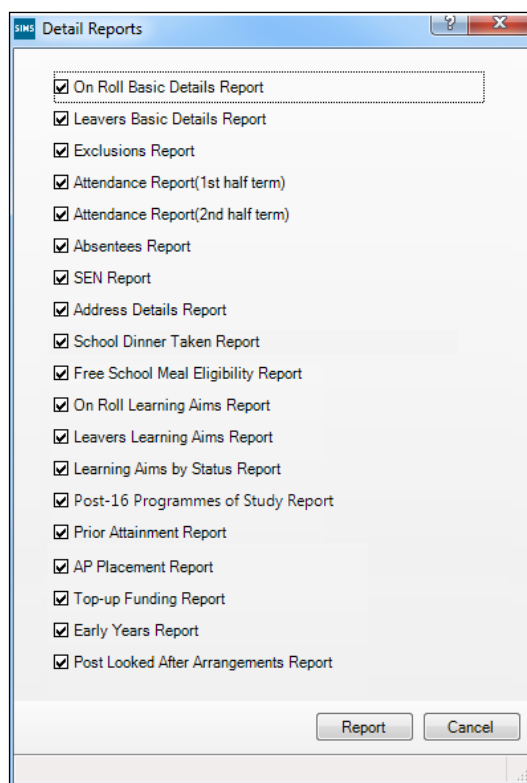 SIMS Detail Reports
?
X
On Roll Basic Details Report
Leavers Basic Details Report
Exclusions Report
Attendance Report(1st half term)
Attendance Report(2nd half term)
Absentees Report
SEN Report
Address Details Report
School Dinner Taken Report
Free School Meal Eligibility Report
On Roll Learning Aims Report
Leavers Learning Aims Report
Learning Aims by Status Report
Post-16 Programmes of Study Report
Prior Attainment Report
AP Placement Report
Top-up Funding Report
Early Years Report
Post Looked After Arrangements Report
Report Cancel